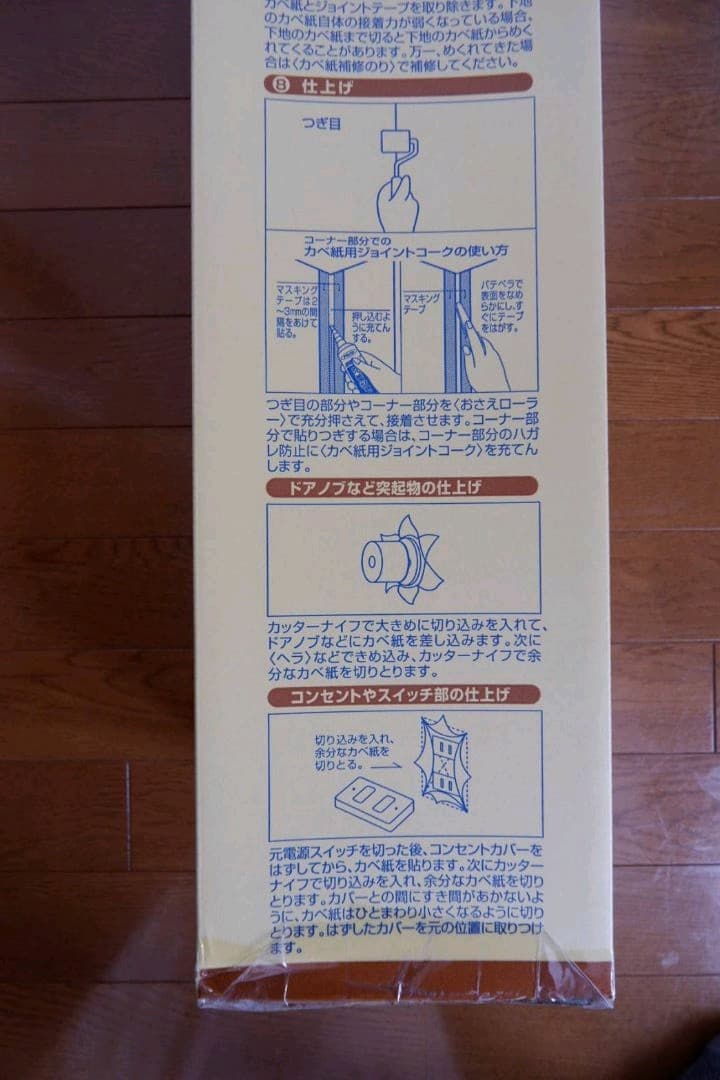 カベ紙とジョイントテープを取り除きます。下地
のカベ紙自体の接着力が弱くなっている場合、
下地のカベ紙まで切ると下地のカベ紙からめく
れてくることがあります。万一、めくれてきた場
合は〈カベ紙補修のり〉で補修してください。
⑧ 仕上げ
つぎ目
コーナー部分での
カベ紙用ジョイントコークの使い方
マスキング
テープは2
〜3mmの間
隔をあけて
貼る。
押し込むよ
うに充てん
する。
マスキング
テープ
パテベラで
表面をなめ
らかにし、す
ぐにテープ
をはがす。
つぎ目の部分やコーナー部分を〈おさえローラ
ー〉で充分押さえて、接着させます。コーナー部
分で貼りつぎする場合は、コーナー部分のハガ
レ防止に〈カベ紙用ジョイントコーク〉を充てん
します。
ドアノブなど突起物の仕上げ
カッターナイフで大きめに切り込みを入れて、
ドアノブなどにカベ紙を差し込みます。次に
〈ヘラ〉などできめ込み、カッターナイフで余
分なカベ紙を切りとります。
コンセントやスイッチ部の仕上げ
切り込みを入れ、
余分なカベ紙を
切りとる。
元電源スイッチを切った後、コンセントカバーを
はずしてから、カベ紙を貼ります。次にカッター
ナイフで切り込みを入れ、余分なカベ紙を切り
とります。カバーとの間にすき間があかないよ
うに、カベ紙はひとまわり小さくなるように切り
とります。はずしたカバーを元の位置に取りつけ
ます。